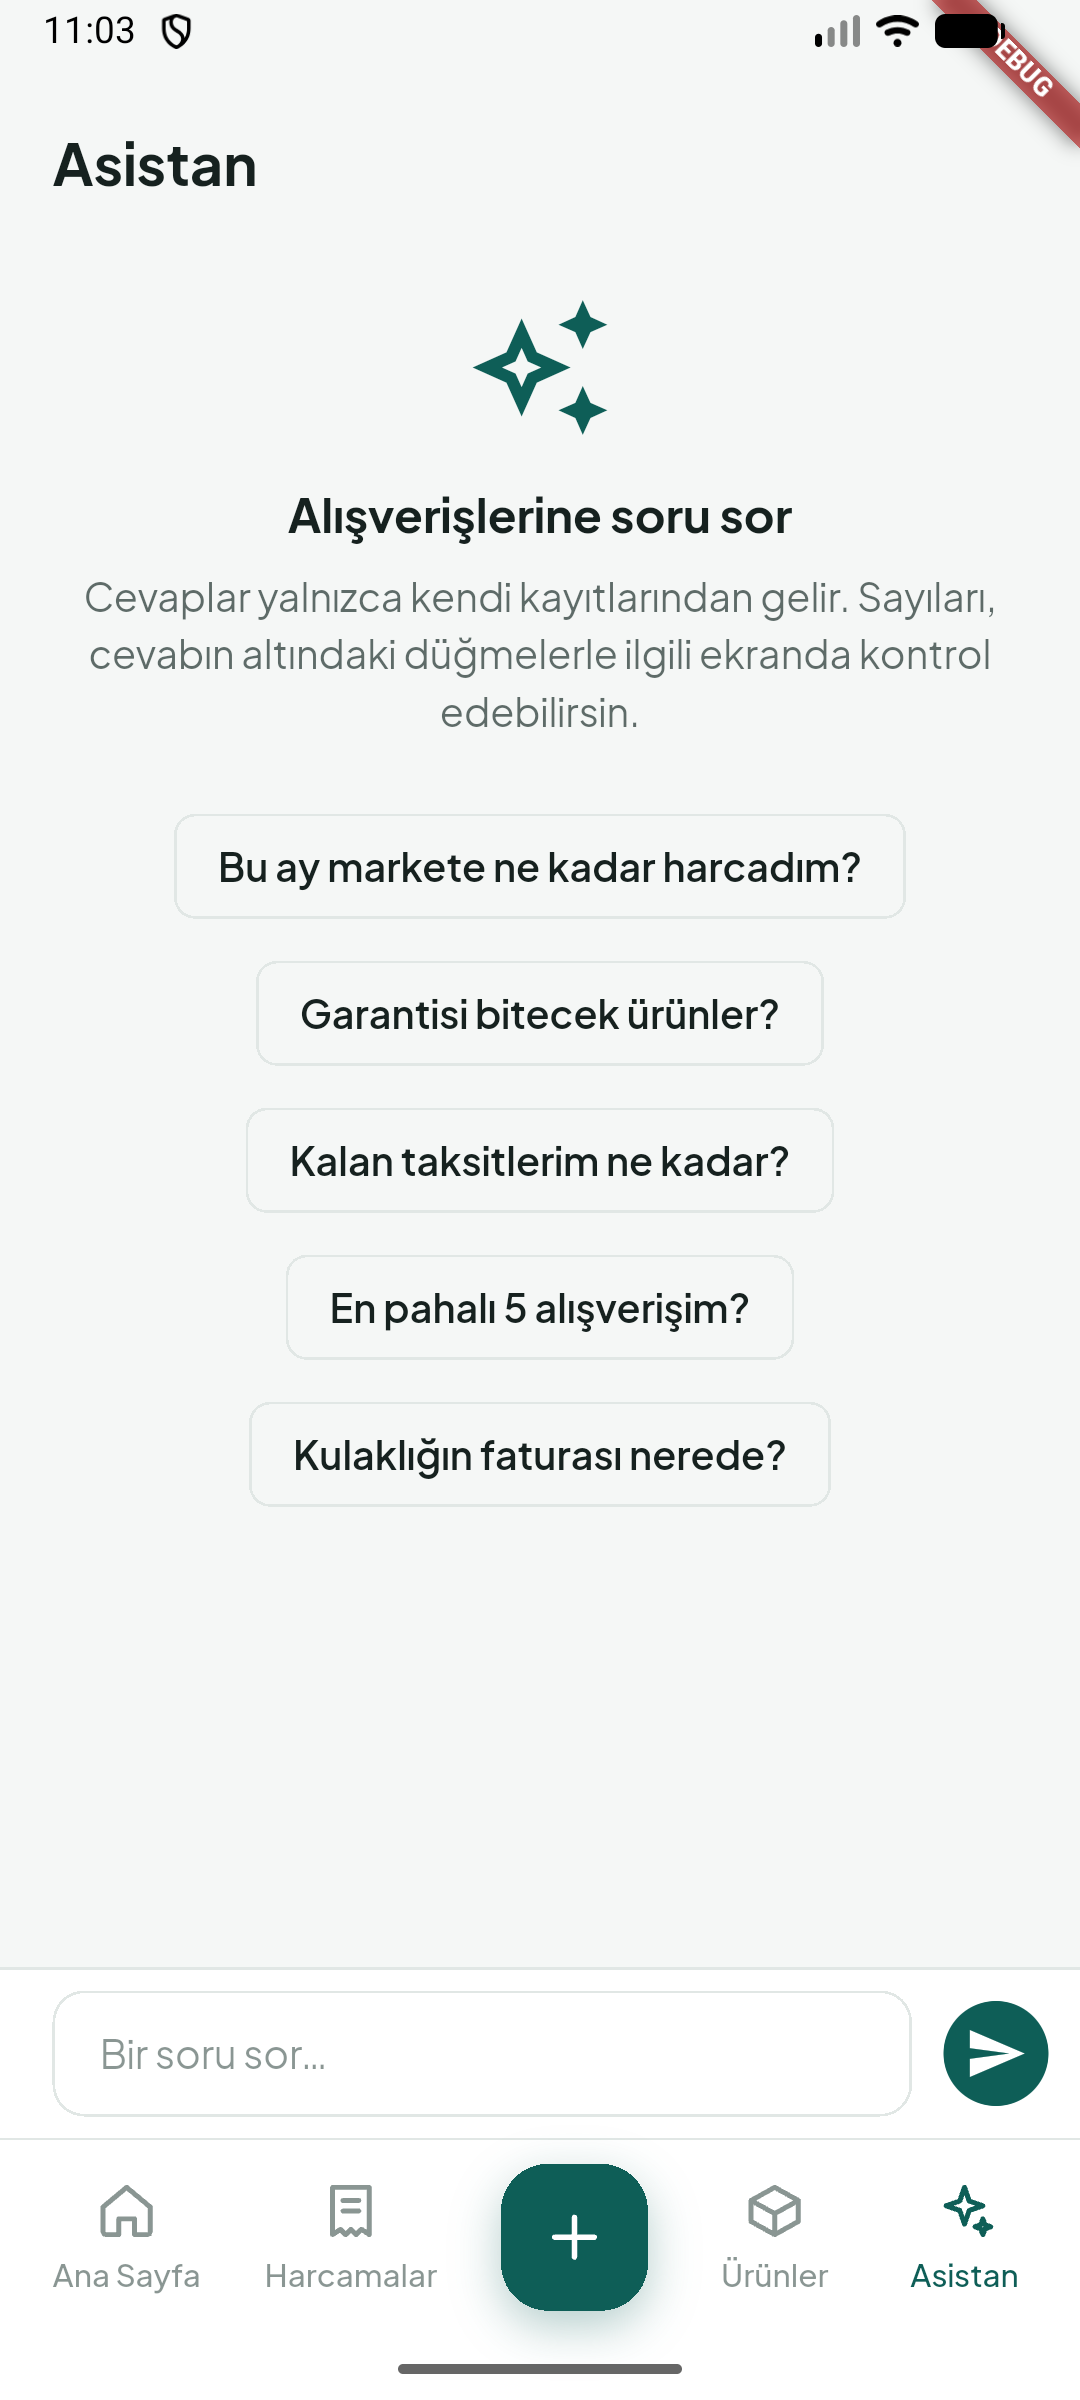 11:03
EBUG
Asistan
Alışverişlerine soru sor
Cevaplar yalnızca kendi kayıtlarından gelir. Sayıları,
cevabın altındaki düğmelerle ilgili ekranda kontrol
edebilirsin.
Bu ay markete ne kadar harcadım?
Garantisi bitecek ürünler?
Kalan taksitlerim ne kadar?
En pahalı 5 alışverişim?
Kulaklığın faturası nerede?
Bir soru sor...
Ana Sayfa
Harcamalar
Ürünler
Asistan